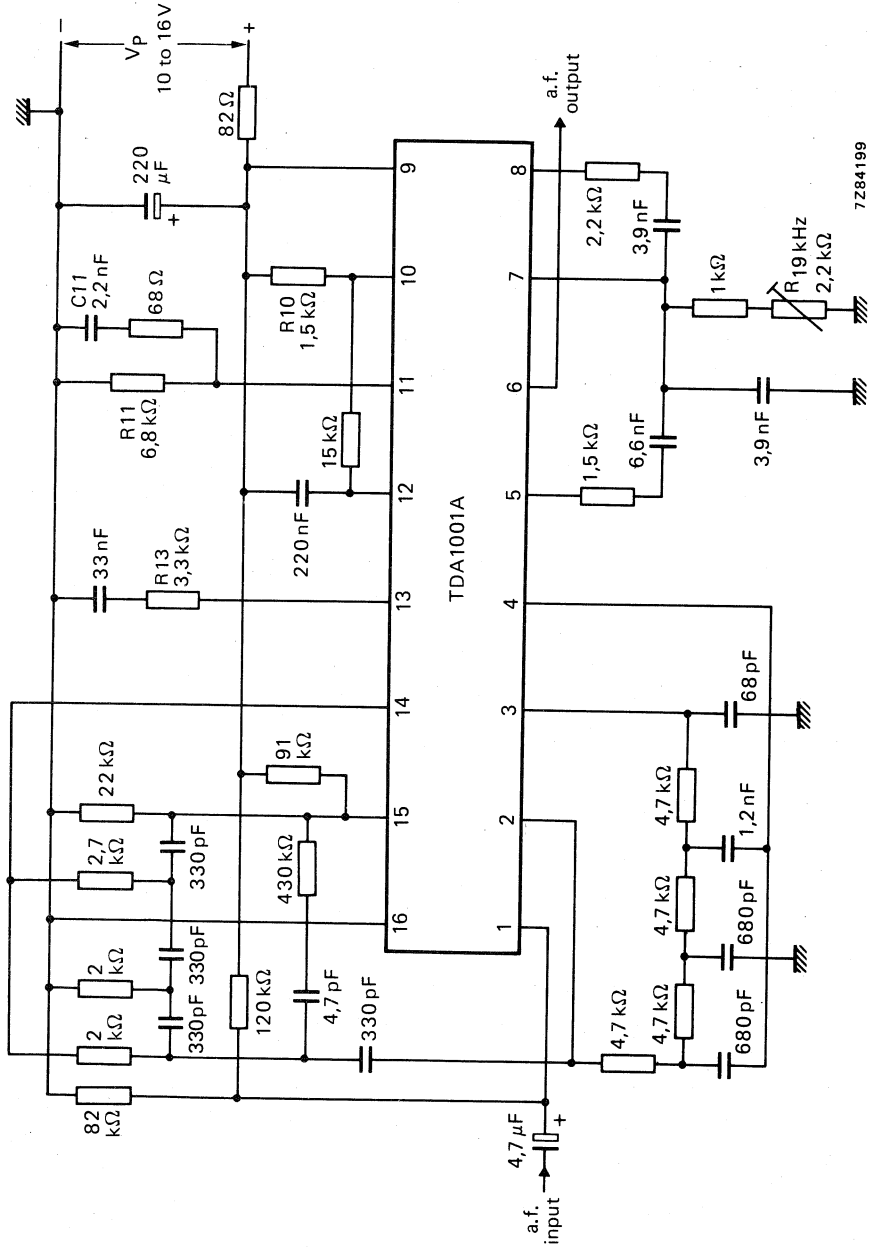 –
V_P
10 to 16 V
+
82 Ω
220
µF
+
C11
2,2 nF
68 Ω
R11
6,8 kΩ
R10
1,5 kΩ
15 kΩ
220 nF
33 nF
R13
3,3 kΩ
91
kΩ
22 kΩ
2,7
kΩ
330 pF
430 kΩ
2
kΩ
330 pF
2
kΩ
330 pF
120 kΩ
4,7 pF
330 pF
82
kΩ
16
15
14
13
12
11
10
9
TDA1001A
1
2
3
4
5
6
7
8
4,7 µF
+
a.f.
input
4,7 kΩ
4,7 kΩ
4,7 kΩ
4,7 kΩ
680 pF
680 pF
1,2 nF
68 pF
1,5 kΩ
6,6 nF
3,9 nF
2,2 kΩ
3,9 nF
1 kΩ
R19 kHz
2,2 kΩ
a.f.
output
7Z84199